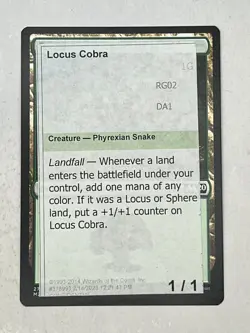 Locus Cobra
1G
RG02
DA1
Creature — Phyrexian Snake
Landfall — Whenever a land
enters the battlefield under your
control, add one mana of any
color. If it was a Locus or Sphere
land, put a +1/+1 counter on
Locus Cobra.
1 / 1